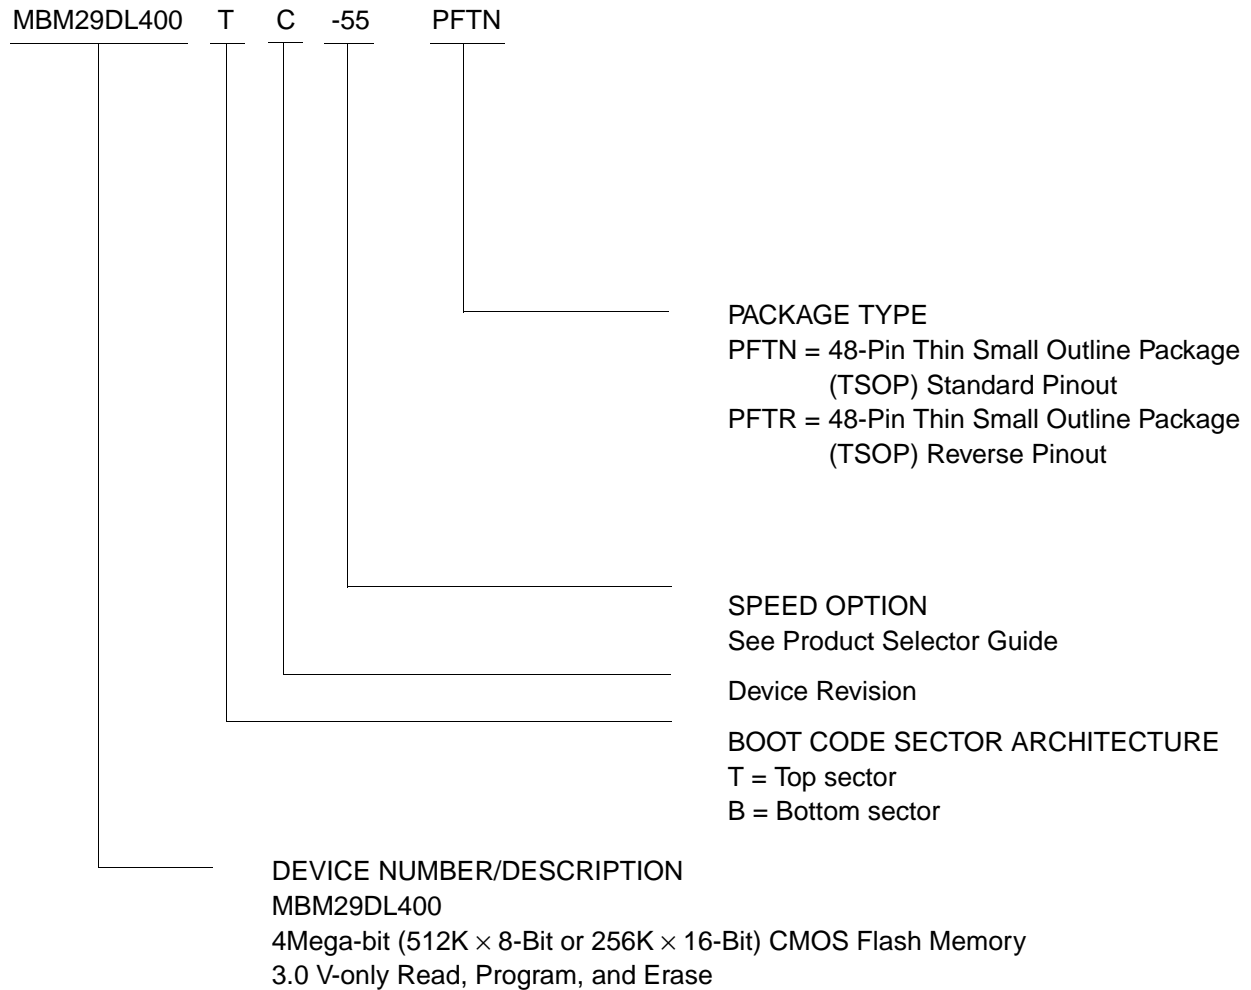 MBM29DL400 T C -55 PFTN
PACKAGE TYPE
PFTN = 48-Pin Thin Small Outline Package
(TSOP) Standard Pinout
PFTR = 48-Pin Thin Small Outline Package
(TSOP) Reverse Pinout
SPEED OPTION
See Product Selector Guide
Device Revision
BOOT CODE SECTOR ARCHITECTURE
T = Top sector
B = Bottom sector
DEVICE NUMBER/DESCRIPTION
MBM29DL400
4Mega-bit (512K × 8-Bit or 256K × 16-Bit) CMOS Flash Memory
3.0 V-only Read, Program, and Erase